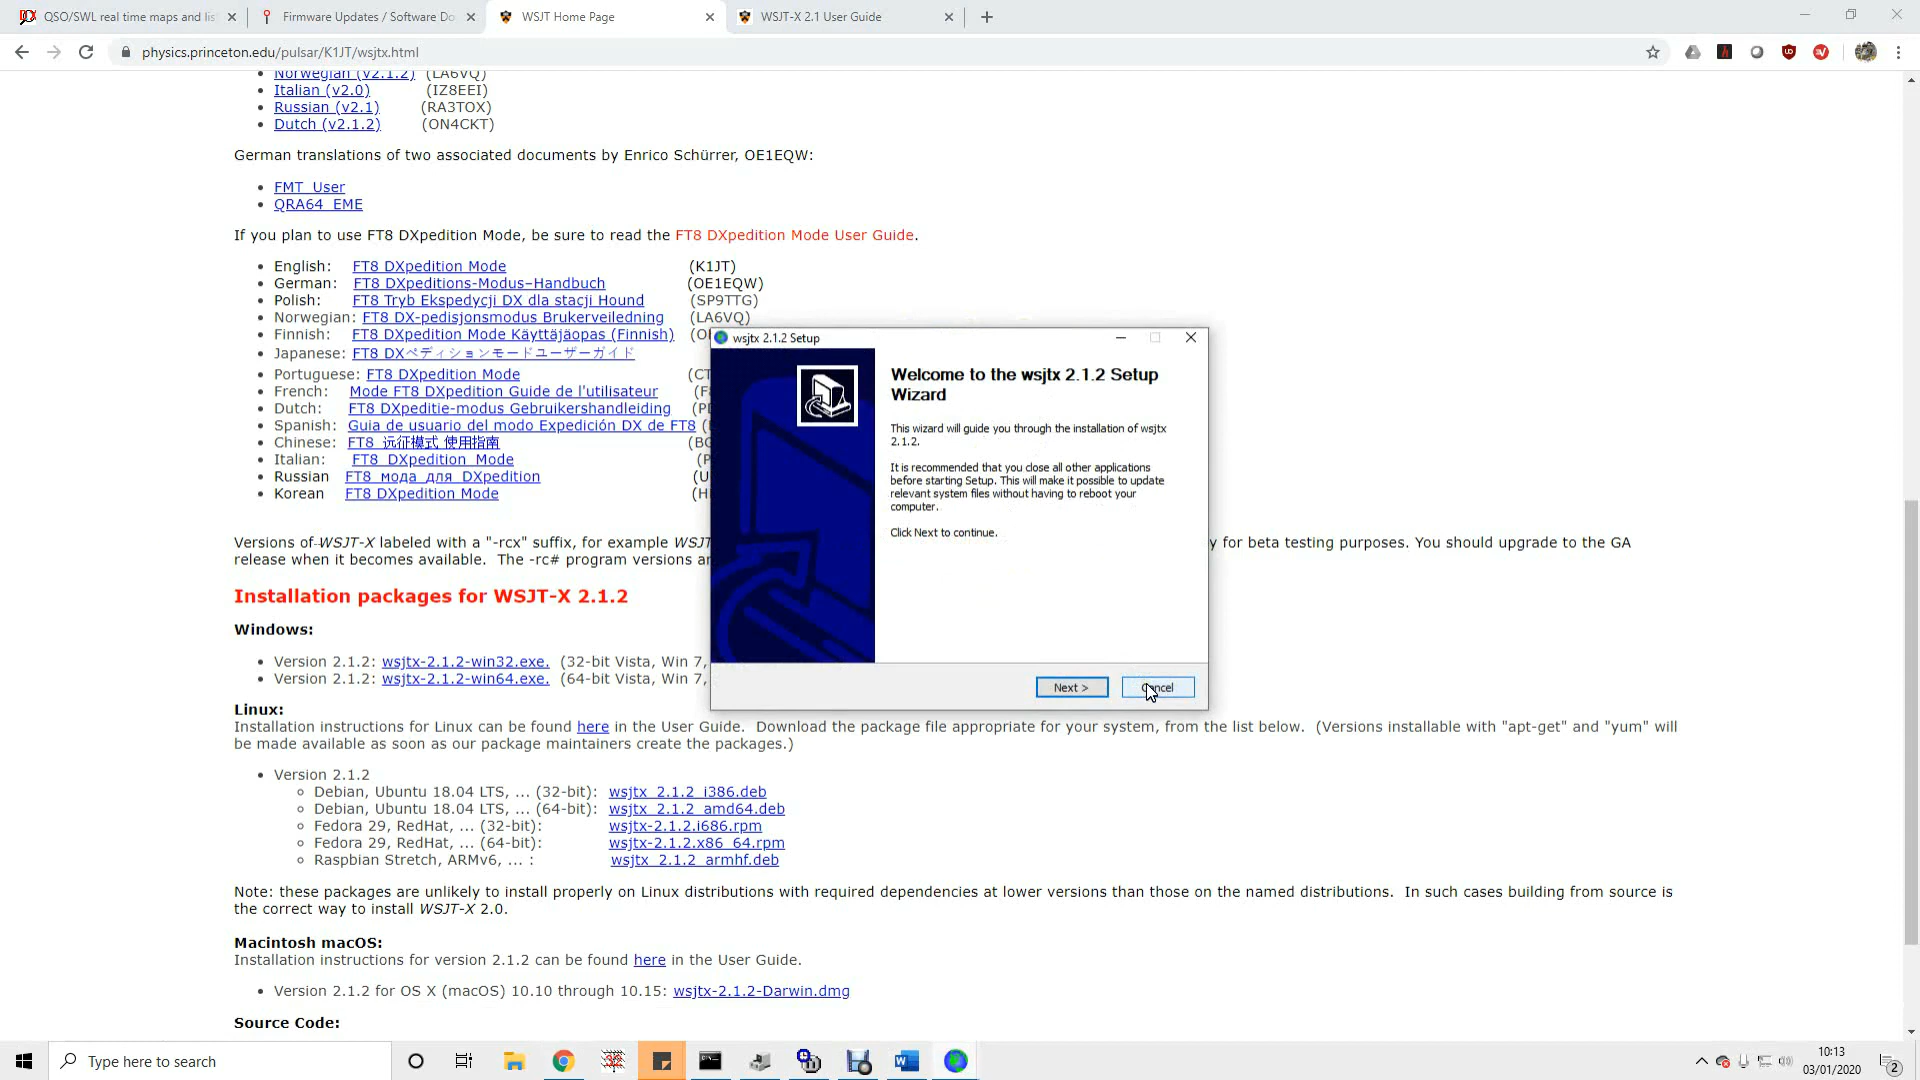 QSO/SWL real time maps and lis
Firmware Updates / Software Do
WSJT Home Page
WSJT-X 2.1 User Guide
physics.princeton.edu/pulsar/K1JT/wsjtx.html
Norwegian (v2.1.2) (LA6VQ)
Italian (v2.0) (IZ8EEI)
Russian (v2.1) (RA3TOX)
Dutch (v2.1.2) (ON4CKT)
German translations of two associated documents by Enrico Schürrer, OE1EQW:
FMT_User
QRA64_EME
If you plan to use FT8 DXpedition Mode, be sure to read the FT8 DXpedition Mode User Guide.
English: FT8 DXpedition Mode (K1JT)
German: FT8 DXpeditions-Modus–Handbuch (OE1EQW)
Polish: FT8 Tryb Ekspedycji DX dla stacji Hound (SP9TTG)
Norwegian: FT8 DX-pedisjonsmodus Brukerveiledning (LA6VQ)
Finnish: FT8 DXpedition Mode Käyttäjäopas (Finnish) (O
Japanese: FT8 DXペディションモードユーザーガイド
Portuguese: FT8 DXpedition Mode (CT
French: Mode FT8 DXpedition Guide de l'utilisateur (F
Dutch: FT8 DXpeditie-modus Gebruikershandleiding (P
Spanish: Guia de usuario del modo Expedición DX de FT8 (
Chinese: FT8 远征模式 使用指南 (B
Italian: FT8 DXpedition Mode (P
Russian FT8 мода для DXpedition (U
Korean FT8 DXpedition Mode (H
Versions of WSJT-X labeled with a "-rcx" suffix, for example WSJT
y for beta testing purposes. You should upgrade to the GA
release when it becomes available. The -rc# program versions a
Installation packages for WSJT-X 2.1.2
Windows:
Version 2.1.2: wsjtx-2.1.2-win32.exe. (32-bit Vista, Win 7,
Version 2.1.2: wsjtx-2.1.2-win64.exe. (64-bit Vista, Win 7,
Linux:
Installation instructions for Linux can be found here in the User Guide. Download the package file appropriate for your system, from the list below. (Versions installable with "apt-get" and "yum" will
be made available as soon as our package maintainers create the packages.)
Version 2.1.2
Debian, Ubuntu 18.04 LTS, ... (32-bit): wsjtx_2.1.2_i386.deb
Debian, Ubuntu 18.04 LTS, ... (64-bit): wsjtx_2.1.2_amd64.deb
Fedora 29, RedHat, ... (32-bit): wsjtx-2.1.2.i686.rpm
Fedora 29, RedHat, ... (64-bit): wsjtx-2.1.2.x86_64.rpm
Raspbian Stretch, ARMv6, ... : wsjtx_2.1.2_armhf.deb
Note: these packages are unlikely to install properly on Linux distributions with required dependencies at lower versions than those on the named distributions. In such cases building from source is
the correct way to install WSJT-X 2.0.
Macintosh macOS:
Installation instructions for version 2.1.2 can be found here in the User Guide.
Version 2.1.2 for OS X (macOS) 10.10 through 10.15: wsjtx-2.1.2-Darwin.dmg
Source Code:
wsjtx 2.1.2 Setup
Welcome to the wsjtx 2.1.2 Setup
Wizard
This wizard will guide you through the installation of wsjtx
2.1.2.
It is recommended that you close all other applications
before starting Setup. This will make it possible to update
relevant system files without having to reboot your
computer.
Click Next to continue.
Next >
Cancel
Type here to search
10:13
03/01/2020
2